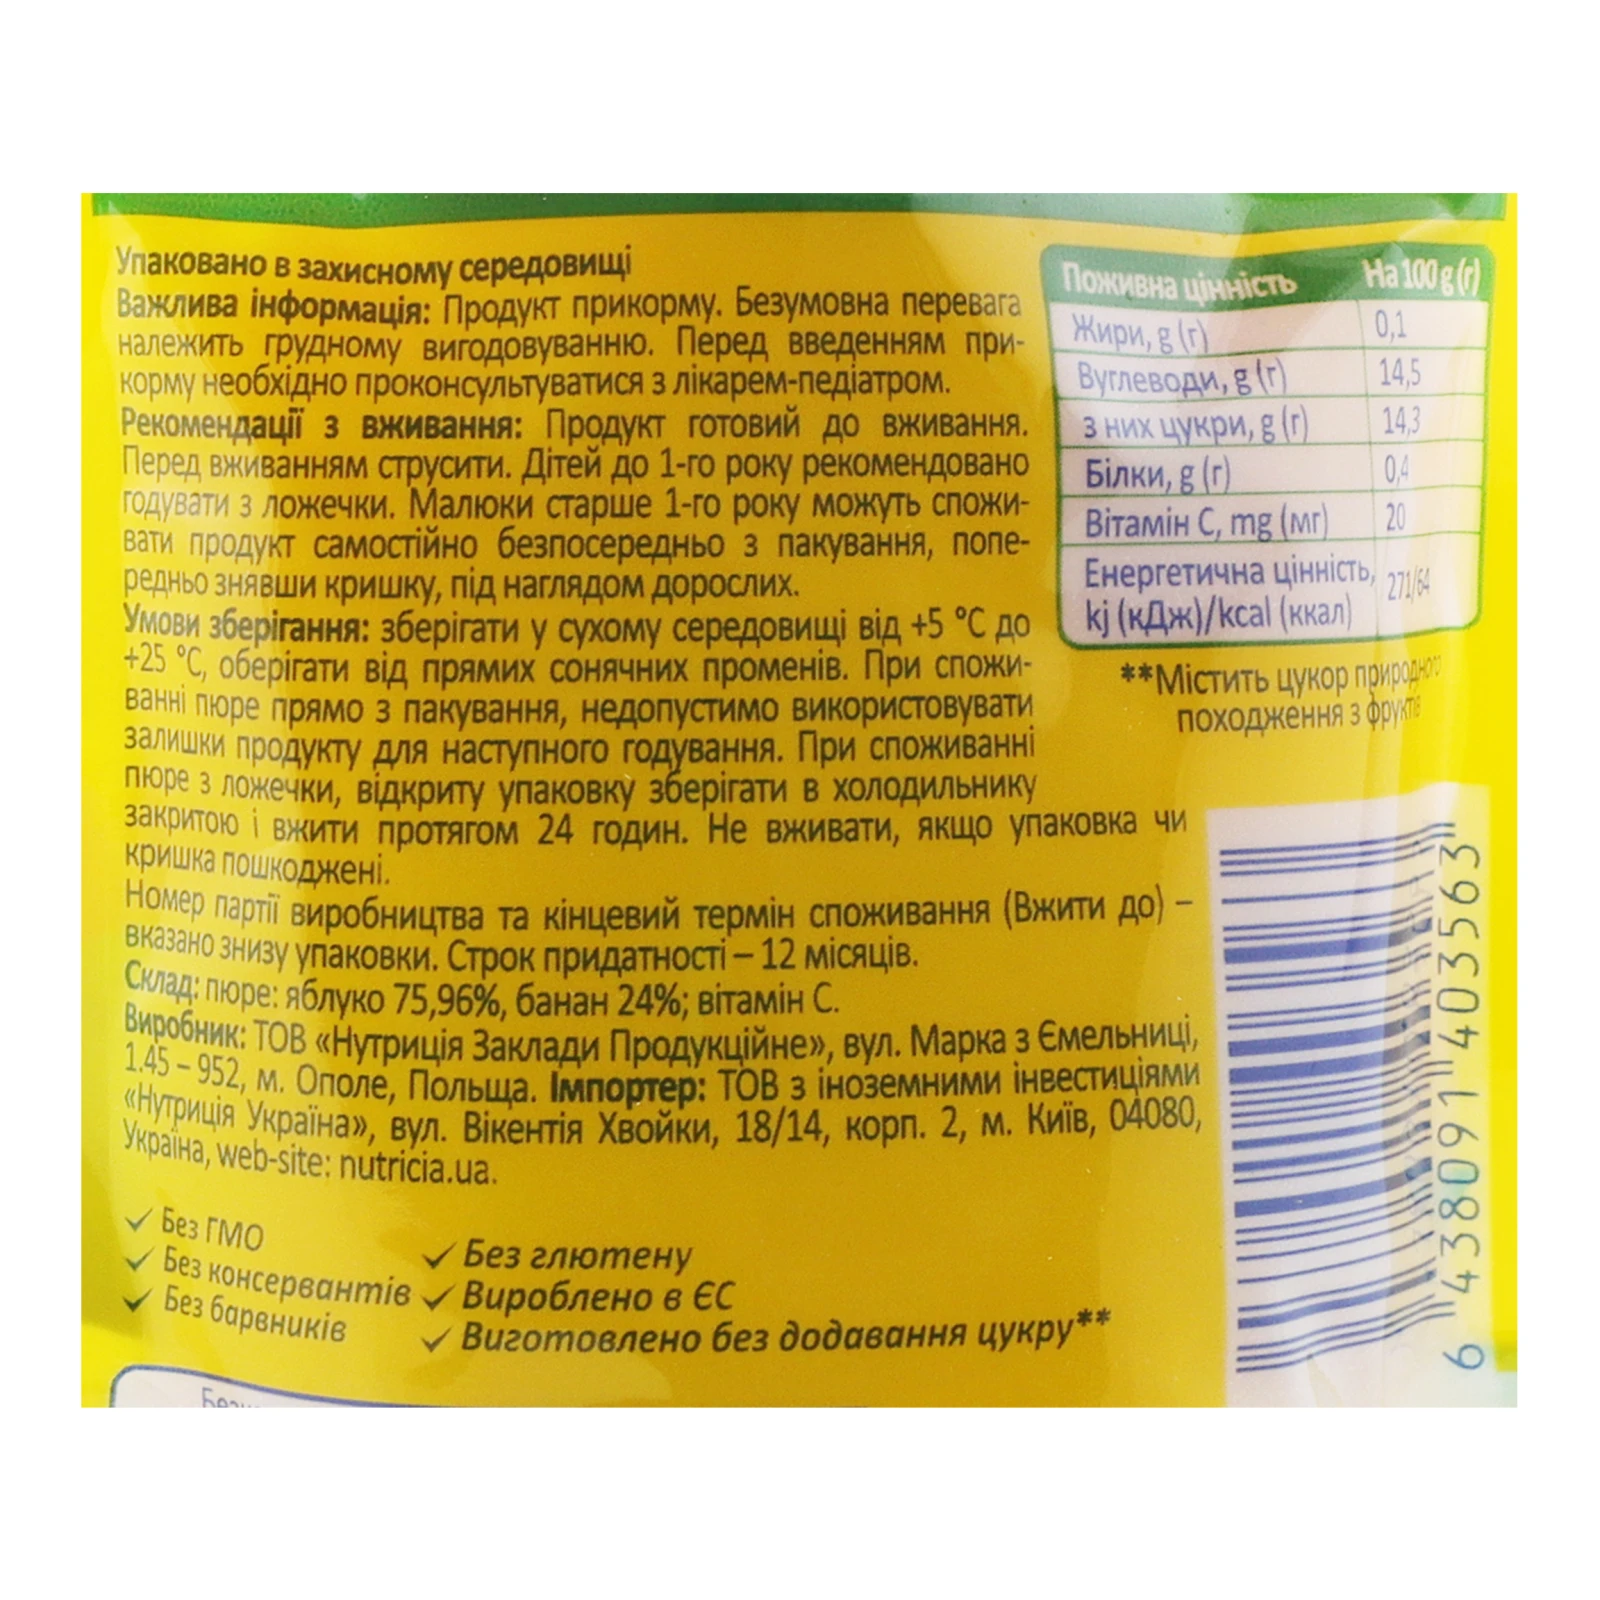 Упаковано в захисному середовищі
Важлива інформація: Продукт прикорму. Безумовна перевага
належить грудному вигодовуванню. Перед введенням при-
корму необхідно проконсультуватися з лікарем-педіатром.
Рекомендації з вживання: Продукт готовий до вживання.
Перед вживанням струсити. Дітей до 1-го року рекомендовано
годувати з ложечки. Малюки старше 1-го року можуть спожи-
вати продукт самостійно безпосередньо з пакування, попе-
редньо знявши кришку, під наглядом дорослих.
Умови зберігання: зберігати у сухому середовищі від +5 °C до
+25 °C, оберігати від прямих сонячних променів. При спожи-
ванні пюре прямо з пакування, недопустимо використовувати
залишки продукту для наступного годування. При споживанні
пюре з ложечки, відкриту упаковку зберігати в холодильнику
закритою і вжити протягом 24 годин. Не вживати, якщо упаковка чи
кришка пошкоджені.
Номер партії виробництва та кінцевий термін споживання (Вжити до) –
вказано знизу упаковки. Строк придатності – 12 місяців.
Склад: пюре: яблуко 75,96%, банан 24%; вітамін С.
Виробник: ТОВ «Нутриція Заклади Продукційне», вул. Марка з Ємельниці,
1.45 – 952, м. Ополе, Польща. Імпортер: ТОВ з іноземними інвестиціями
«Нутриція Україна», вул. Вікентія Хвойки, 18/14, корп. 2, м. Київ, 04080,
Україна, web-site: nutricia.ua.
✓ Без ГМО
✓ Без консервантів
✓ Без барвників
✓ Без глютену
✓ Вироблено в ЄС
✓ Виготовлено без додавання цукру**
Поживна цінність На 100 g (г)
Жири, g (г) 0,1
Вуглеводи, g (г) 14,5
з них цукри, g (г) 14,3
Білки, g (г) 0,4
Вітамін С, mg (мг) 20
Енергетична цінність,
kj (кДж)/kcal (ккал) 271/64
**Містить цукор природного
походження з фруктів
6 438091 403563